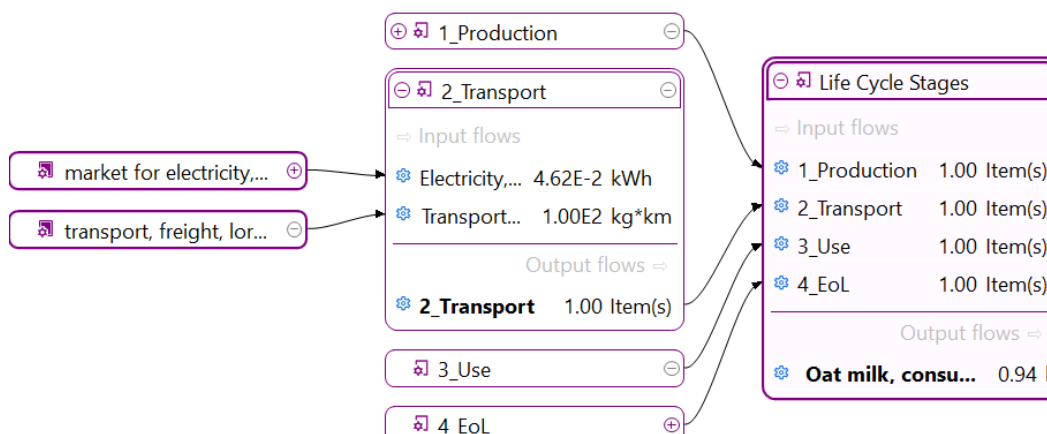 1_Production
2_Transport
⇨ Input flows
Electricity,... 4.62E-2 kWh
Transport... 1.00E2 kg*km
Output flows ⇨
2_Transport 1.00 Item(s)
3_Use
4_EoL
market for electricity,...
transport, freight, lor...
Life Cycle Stages
⇨ Input flows
1_Production 1.00 Item(s)
2_Transport 1.00 Item(s)
3_Use 1.00 Item(s)
4_EoL 1.00 Item(s)
Output flows ⇨
Oat milk, consu... 0.94